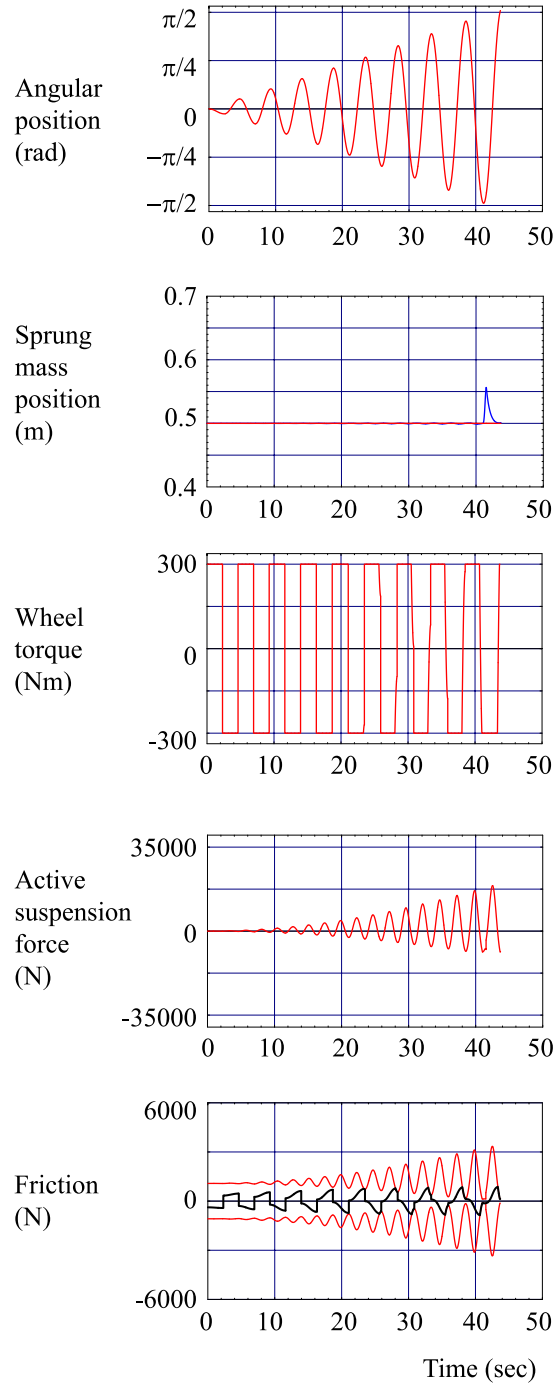 π/2
π/4
Angular
position
(rad)
0
−π/4
−π/2
0 10 20 30 40 50
0.7
Sprung
mass
position
(m)
0.6
0.5
0.4
0 10 20 30 40 50
300
Wheel
torque
(Nm)
0
-300
0 10 20 30 40 50
35000
Active
suspension
force
(N)
0
-35000
0 10 20 30 40 50
6000
Friction
(N)
0
-6000
0 10 20 30 40 50
Time (sec)